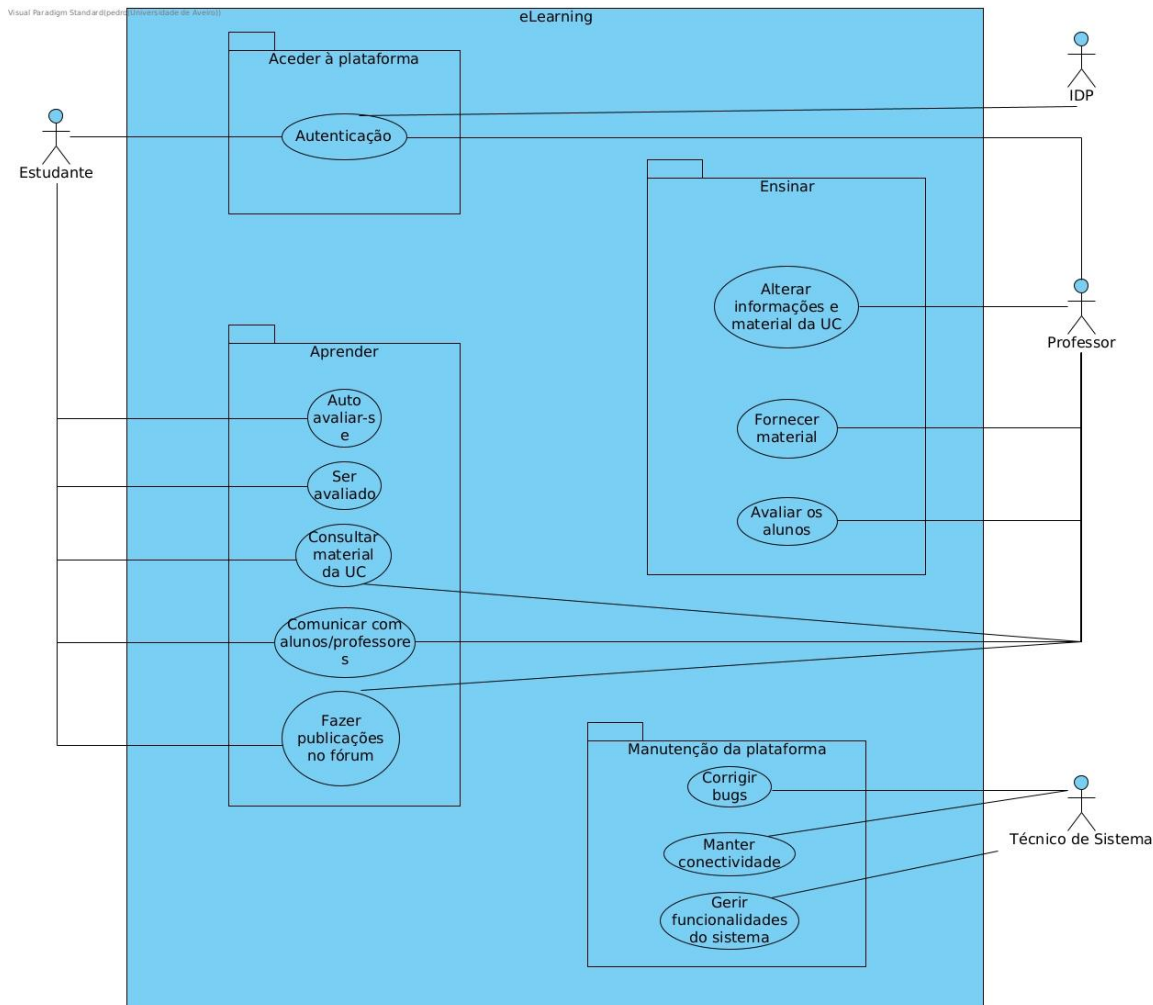 Visual Paradigm Standard(pedro(Universidade de Aveiro))
eLearning
Aceder à plataforma
IDP
Autenticação
Estudante
Ensinar
Alterar
informações e
material da UC
Professor
Aprender
Auto
avaliar-s
e
Fornecer
material
Ser
avaliado
Avaliar os
alunos
Consultar
material
da UC
Comunicar com
alunos/professore
s
Fazer
publicações
no fórum
Manutenção da plataforma
Corrigir
bugs
Técnico de Sistema
Manter
conectividade
Gerir
funcionalidades
do sistema